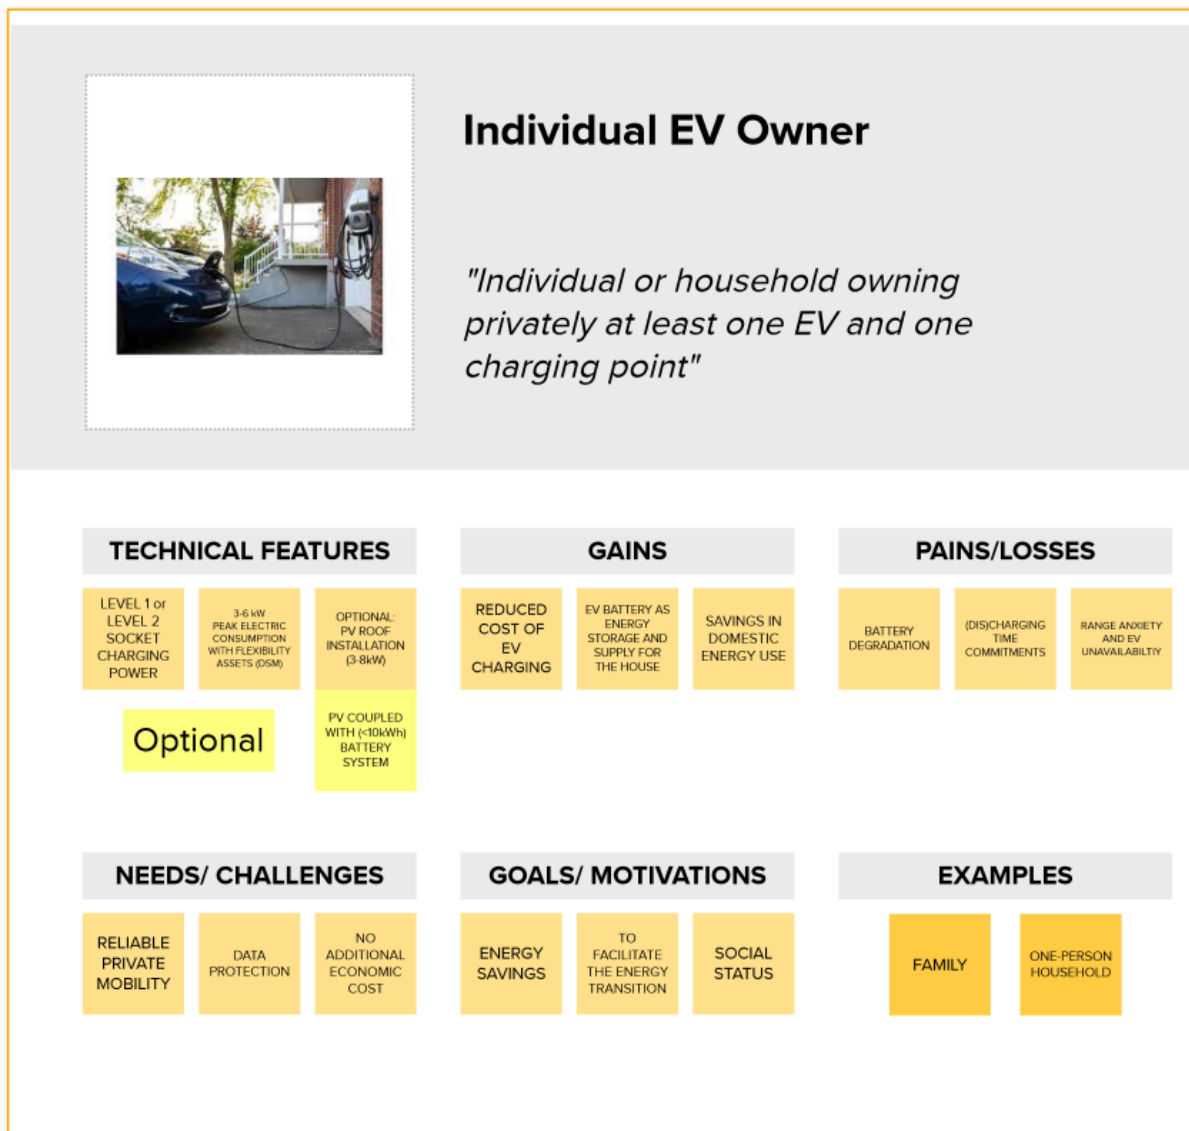 Individual EV Owner
"Individual or household owning
privately at least one EV and one
charging point"
TECHNICAL FEATURES
LEVEL 1 or
LEVEL 2
SOCKET
CHARGING
POWER
3-6 kW
PEAK ELECTRIC
CONSUMPTION
WITH FLEXIBILITY
ASSETS (DSM)
OPTIONAL:
PV ROOF
INSTALLATION
(3-8kW)
Optional
PV COUPLED
WITH (<10kWh)
BATTERY
SYSTEM
GAINS
REDUCED
COST OF
EV
CHARGING
EV BATTERY AS
ENERGY
STORAGE AND
SUPPLY FOR
THE HOUSE
SAVINGS IN
DOMESTIC
ENERGY USE
PAINS/LOSSES
BATTERY
DEGRADATION
(DIS)CHARGING
TIME
COMMITMENTS
RANGE ANXIETY
AND EV
UNAVAILABILTIY
NEEDS/ CHALLENGES
RELIABLE
PRIVATE
MOBILITY
DATA
PROTECTION
NO
ADDITIONAL
ECONOMIC
COST
GOALS/ MOTIVATIONS
ENERGY
SAVINGS
TO
FACILITATE
THE ENERGY
TRANSITION
SOCIAL
STATUS
EXAMPLES
FAMILY
ONE-PERSON
HOUSEHOLD